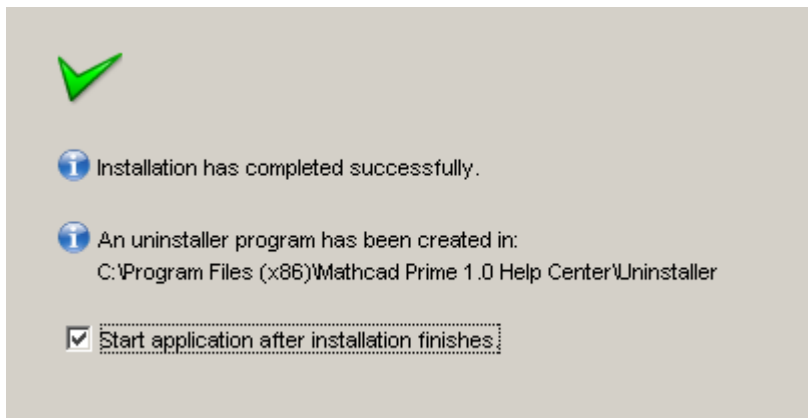 Installation has completed successfully.
An uninstaller program has been created in:
C:\Program Files (x86)\Mathcad Prime 1.0 Help Center\Uninstaller
Start application after installation finishes.